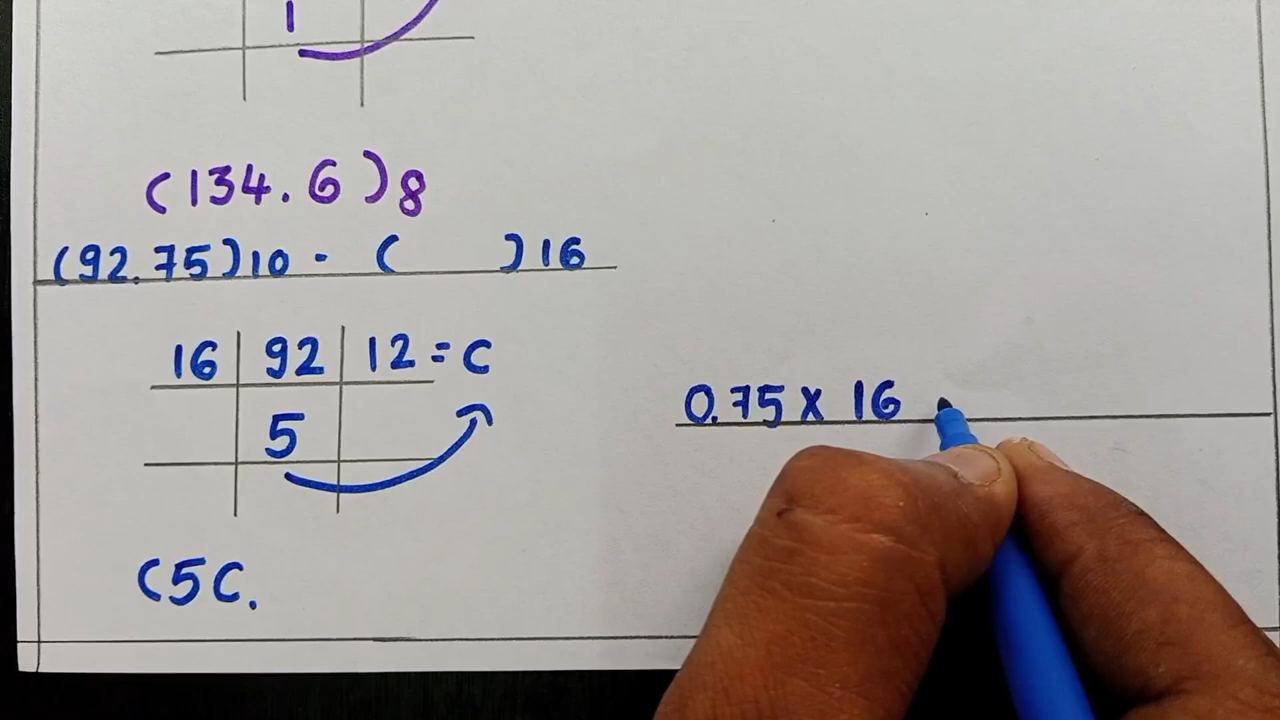 1
(134.6)8
(92.75)10 - ( )16
16 92 12 = C
5
0.75 x 16
(5C.